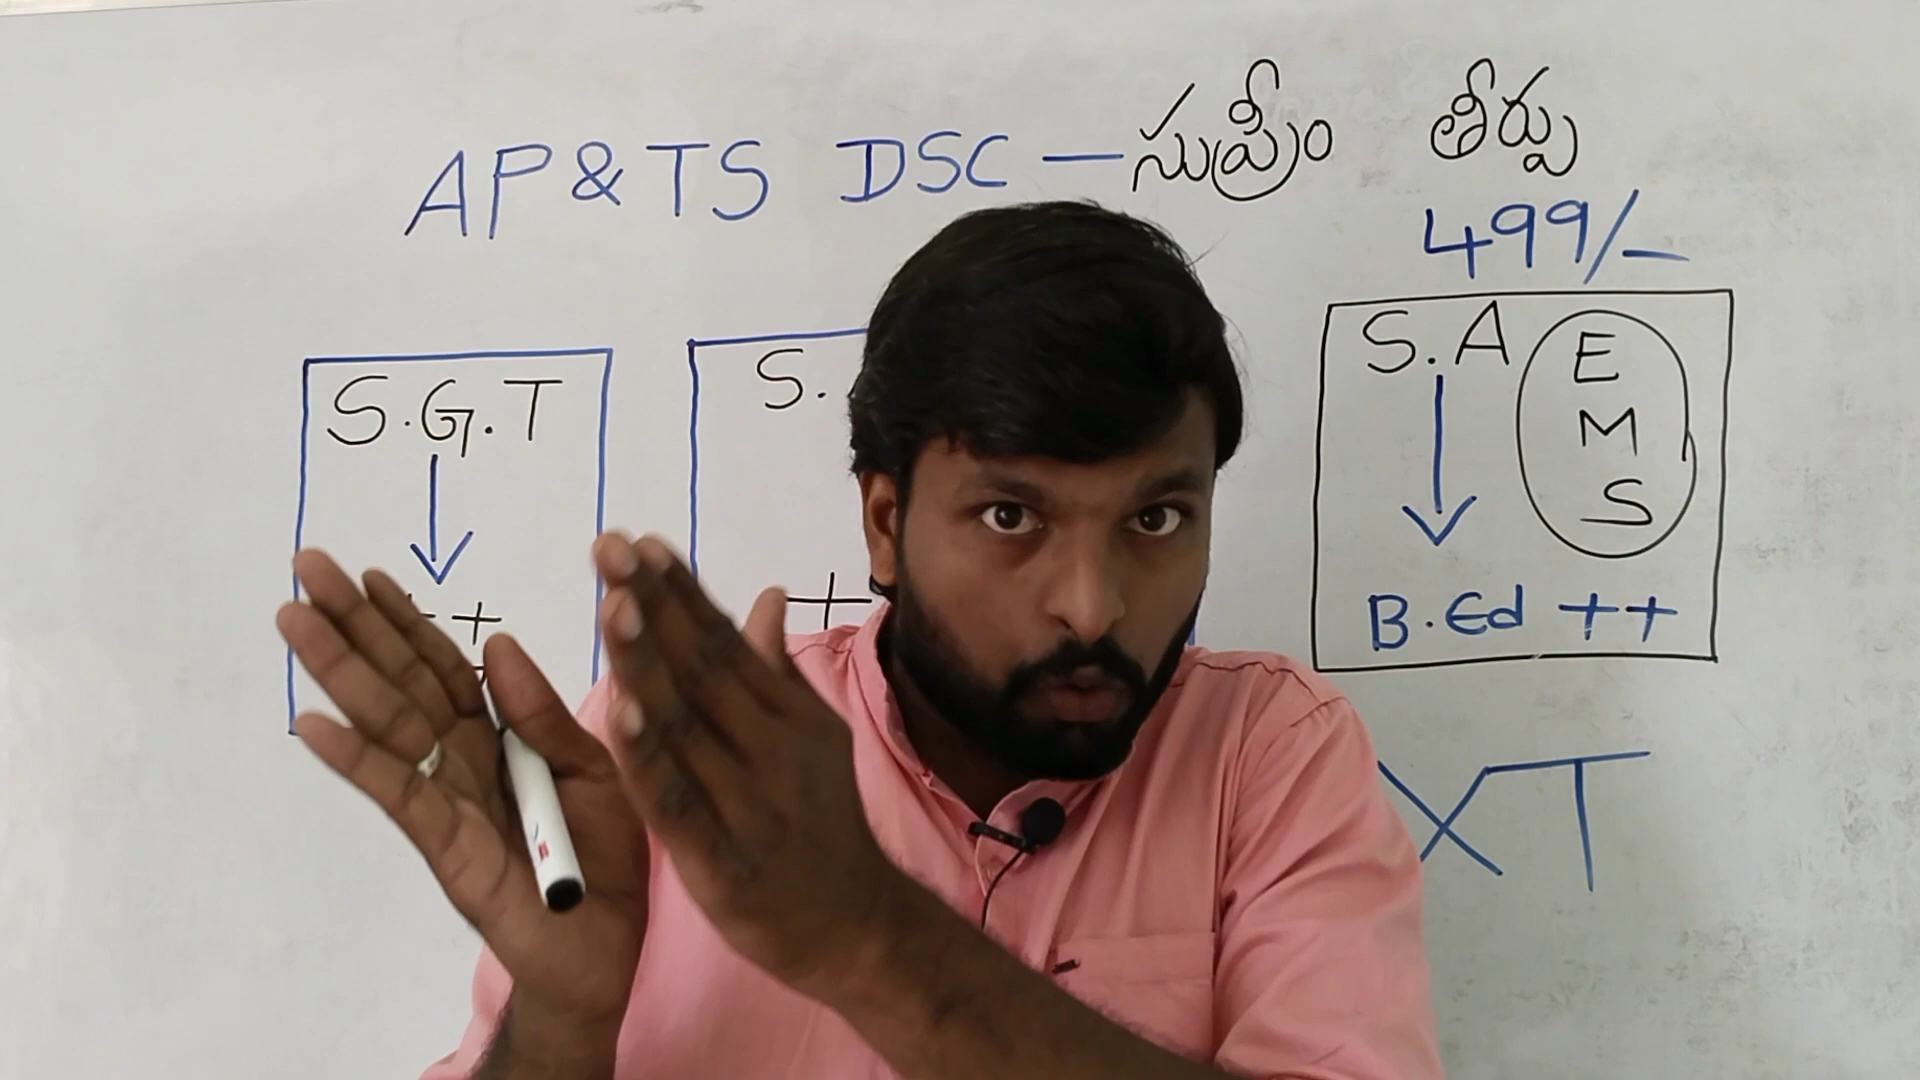 AP & TS DSC — సుప్రీం తీర్పు
499/-
S.G.T
+
S.
+
S.A
E
M
S
B.Ed ++
XT